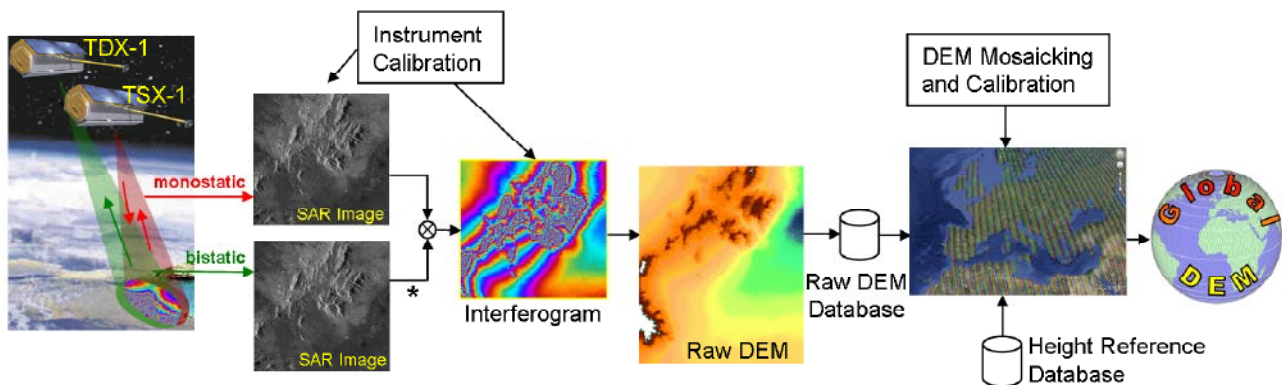 TDX-1
TSX-1
monostatic
bistatic
Instrument
Calibration
SAR Image
SAR Image
*
Interferogram
Raw DEM
Raw DEM
Database
DEM Mosaicking
and Calibration
Height Reference
Database
Global
DEM